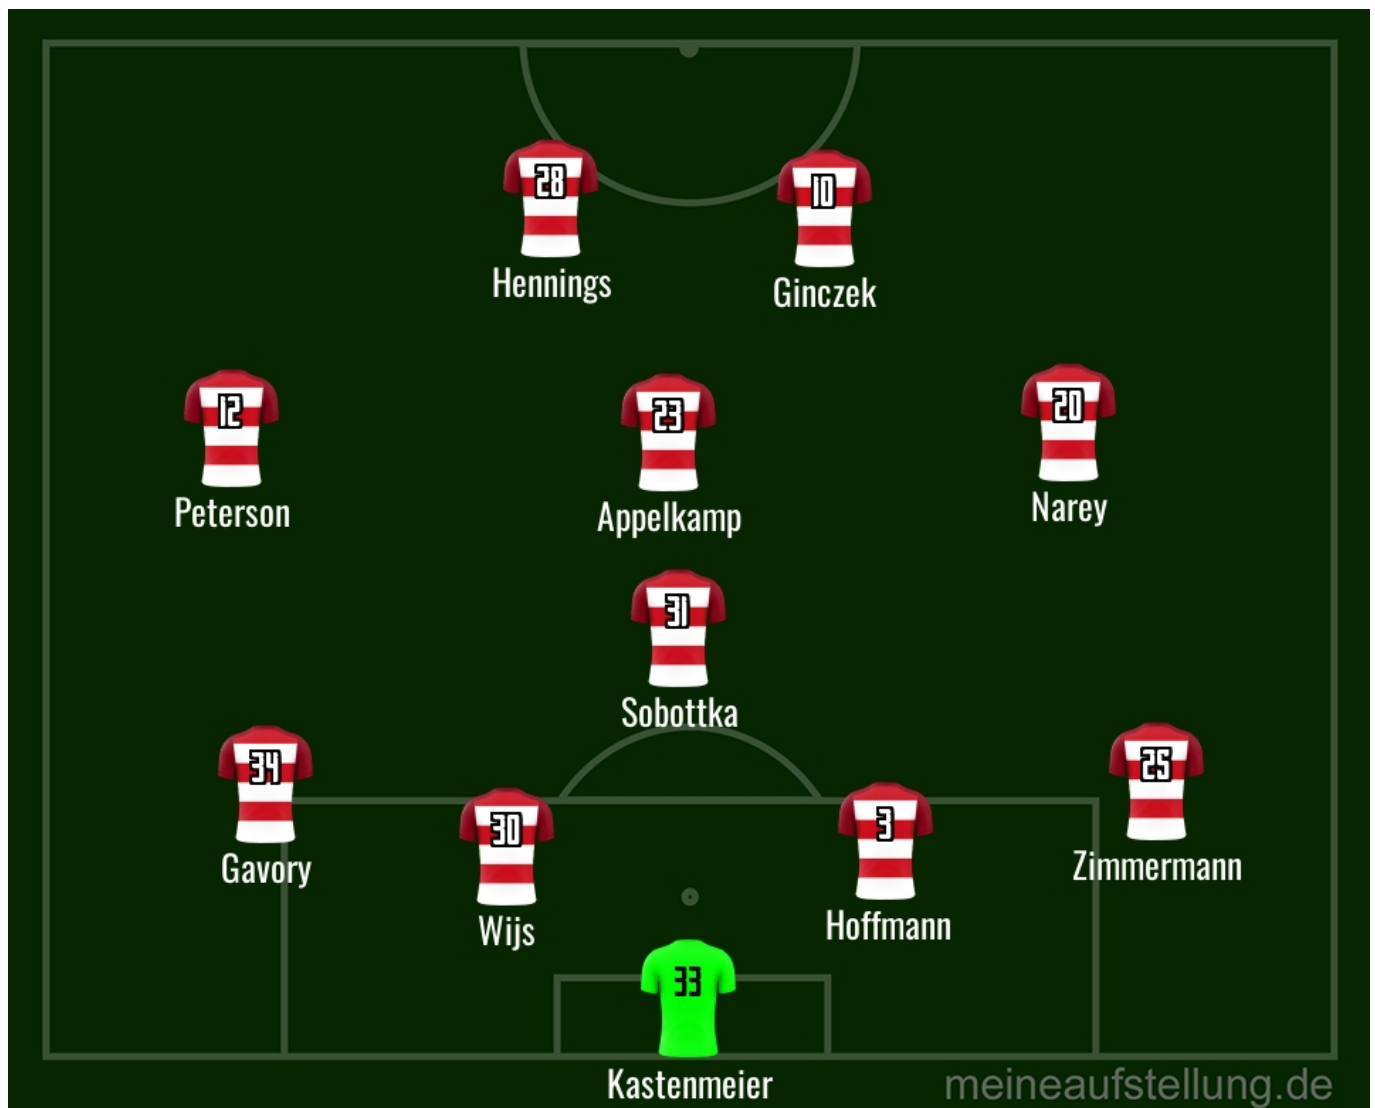 28
Hennings
10
Ginczek
12
Peterson
23
Appelkamp
20
Narey
31
Sobottka
34
Gavory
30
Wijs
3
Hoffmann
25
Zimmermann
33
Kastenmeier
meineaufstellung.de